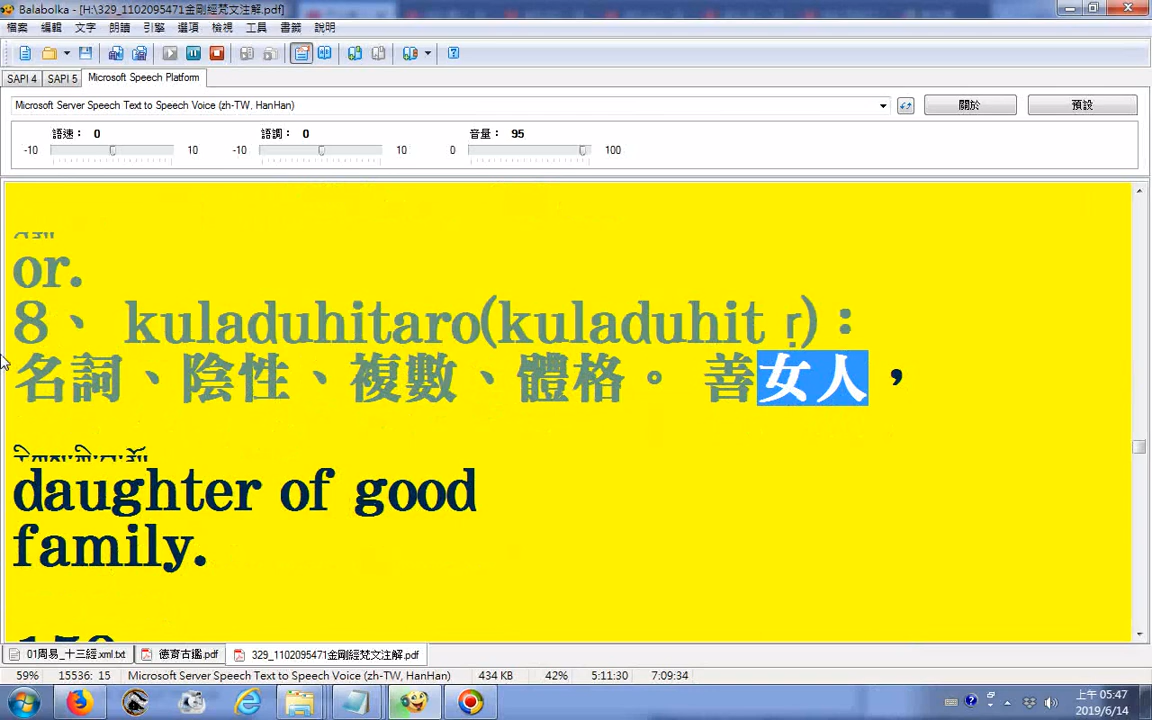 Balabolka - [H:\329_1102095471金剛經梵文注解.pdf]
檔案 編輯 文字 朗讀 引擎 選項 檢視 工具 書籤 說明
SAPI 4 SAPI 5 Microsoft Speech Platform
Microsoft Server Speech Text to Speech Voice (zh-TW, HanHan) 關於 預設
語速： 0 語調： 0 音量： 95
-10 10 -10 10 0 100
or.
8、 kuladuhitaro(kuladuhit ṛ)：
名詞、陰性、複數、體格。 善女人，
daughter of good
family.
01周易_十三經.xml.txt 德育古鑑.pdf 329_1102095471金剛經梵文注解.pdf
59% 15536: 15 Microsoft Server Speech Text to Speech Voice (zh-TW, HanHan) 434 KB 42% 5:11:30 7:09:34
上午 05:47
2019/6/14